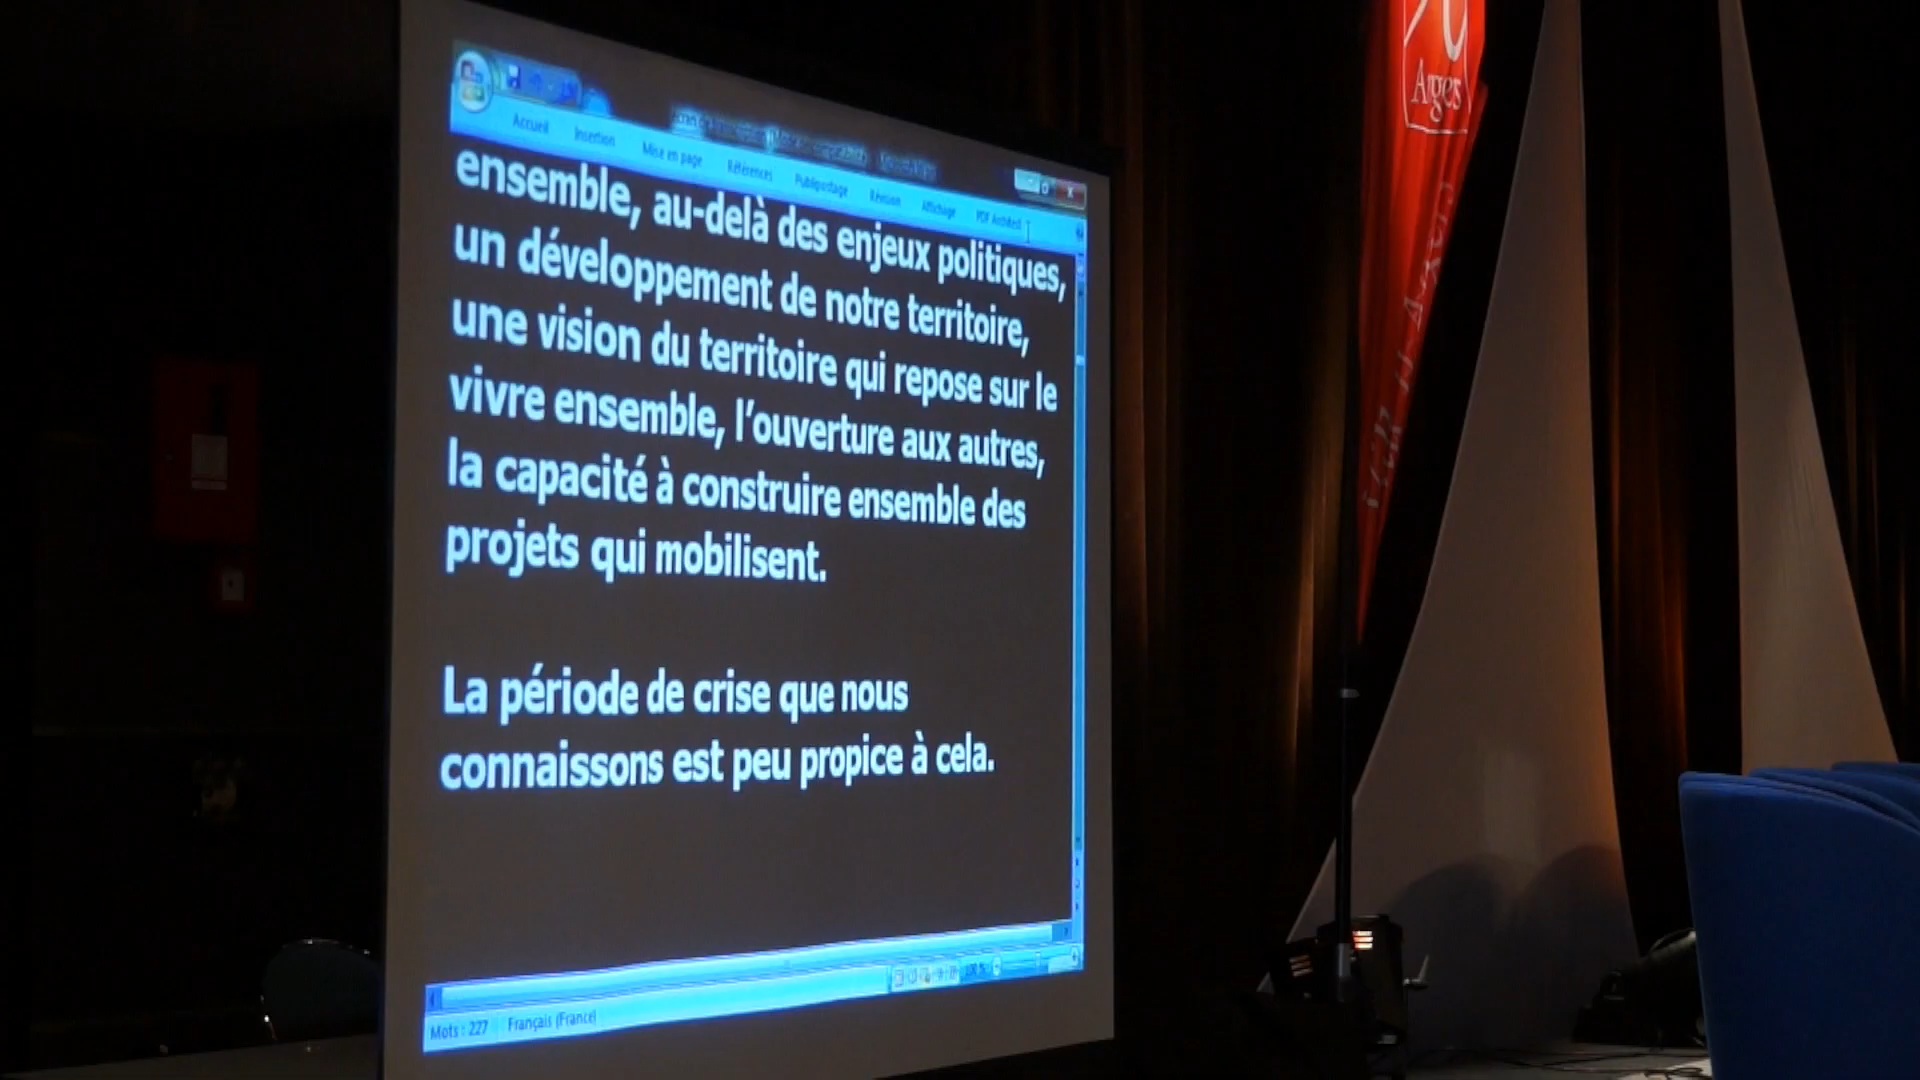 Accueil Insertion Mise en page Références Publipostage Révision Affichage PDF Architect
ensemble, au-delà des enjeux politiques,
un développement de notre territoire,
une vision du territoire qui repose sur le
vivre ensemble, l'ouverture aux autres,
la capacité à construire ensemble des
projets qui mobilisent.
La période de crise que nous
connaissons est peu propice à cela.
Mots : 227 Français (France)
100 %